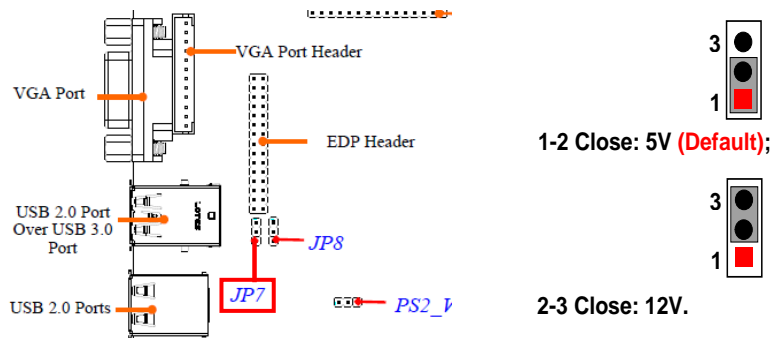 VGA Port Header
VGA Port
EDP Header
USB 2.0 Port
Over USB 3.0
Port
JP8
JP7
USB 2.0 Ports
3
1
1-2 Close: 5V (Default);
3
1
2-3 Close: 12V.